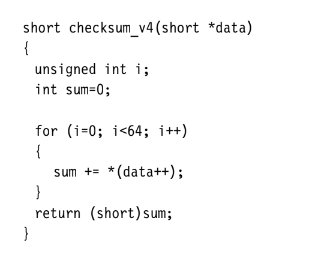 short checksum_v4(short *data)
{
  unsigned int i;
  int sum=0;

  for (i=0; i<64; i++)
  {
    sum += *(data++);
  }
  return (short)sum;
}